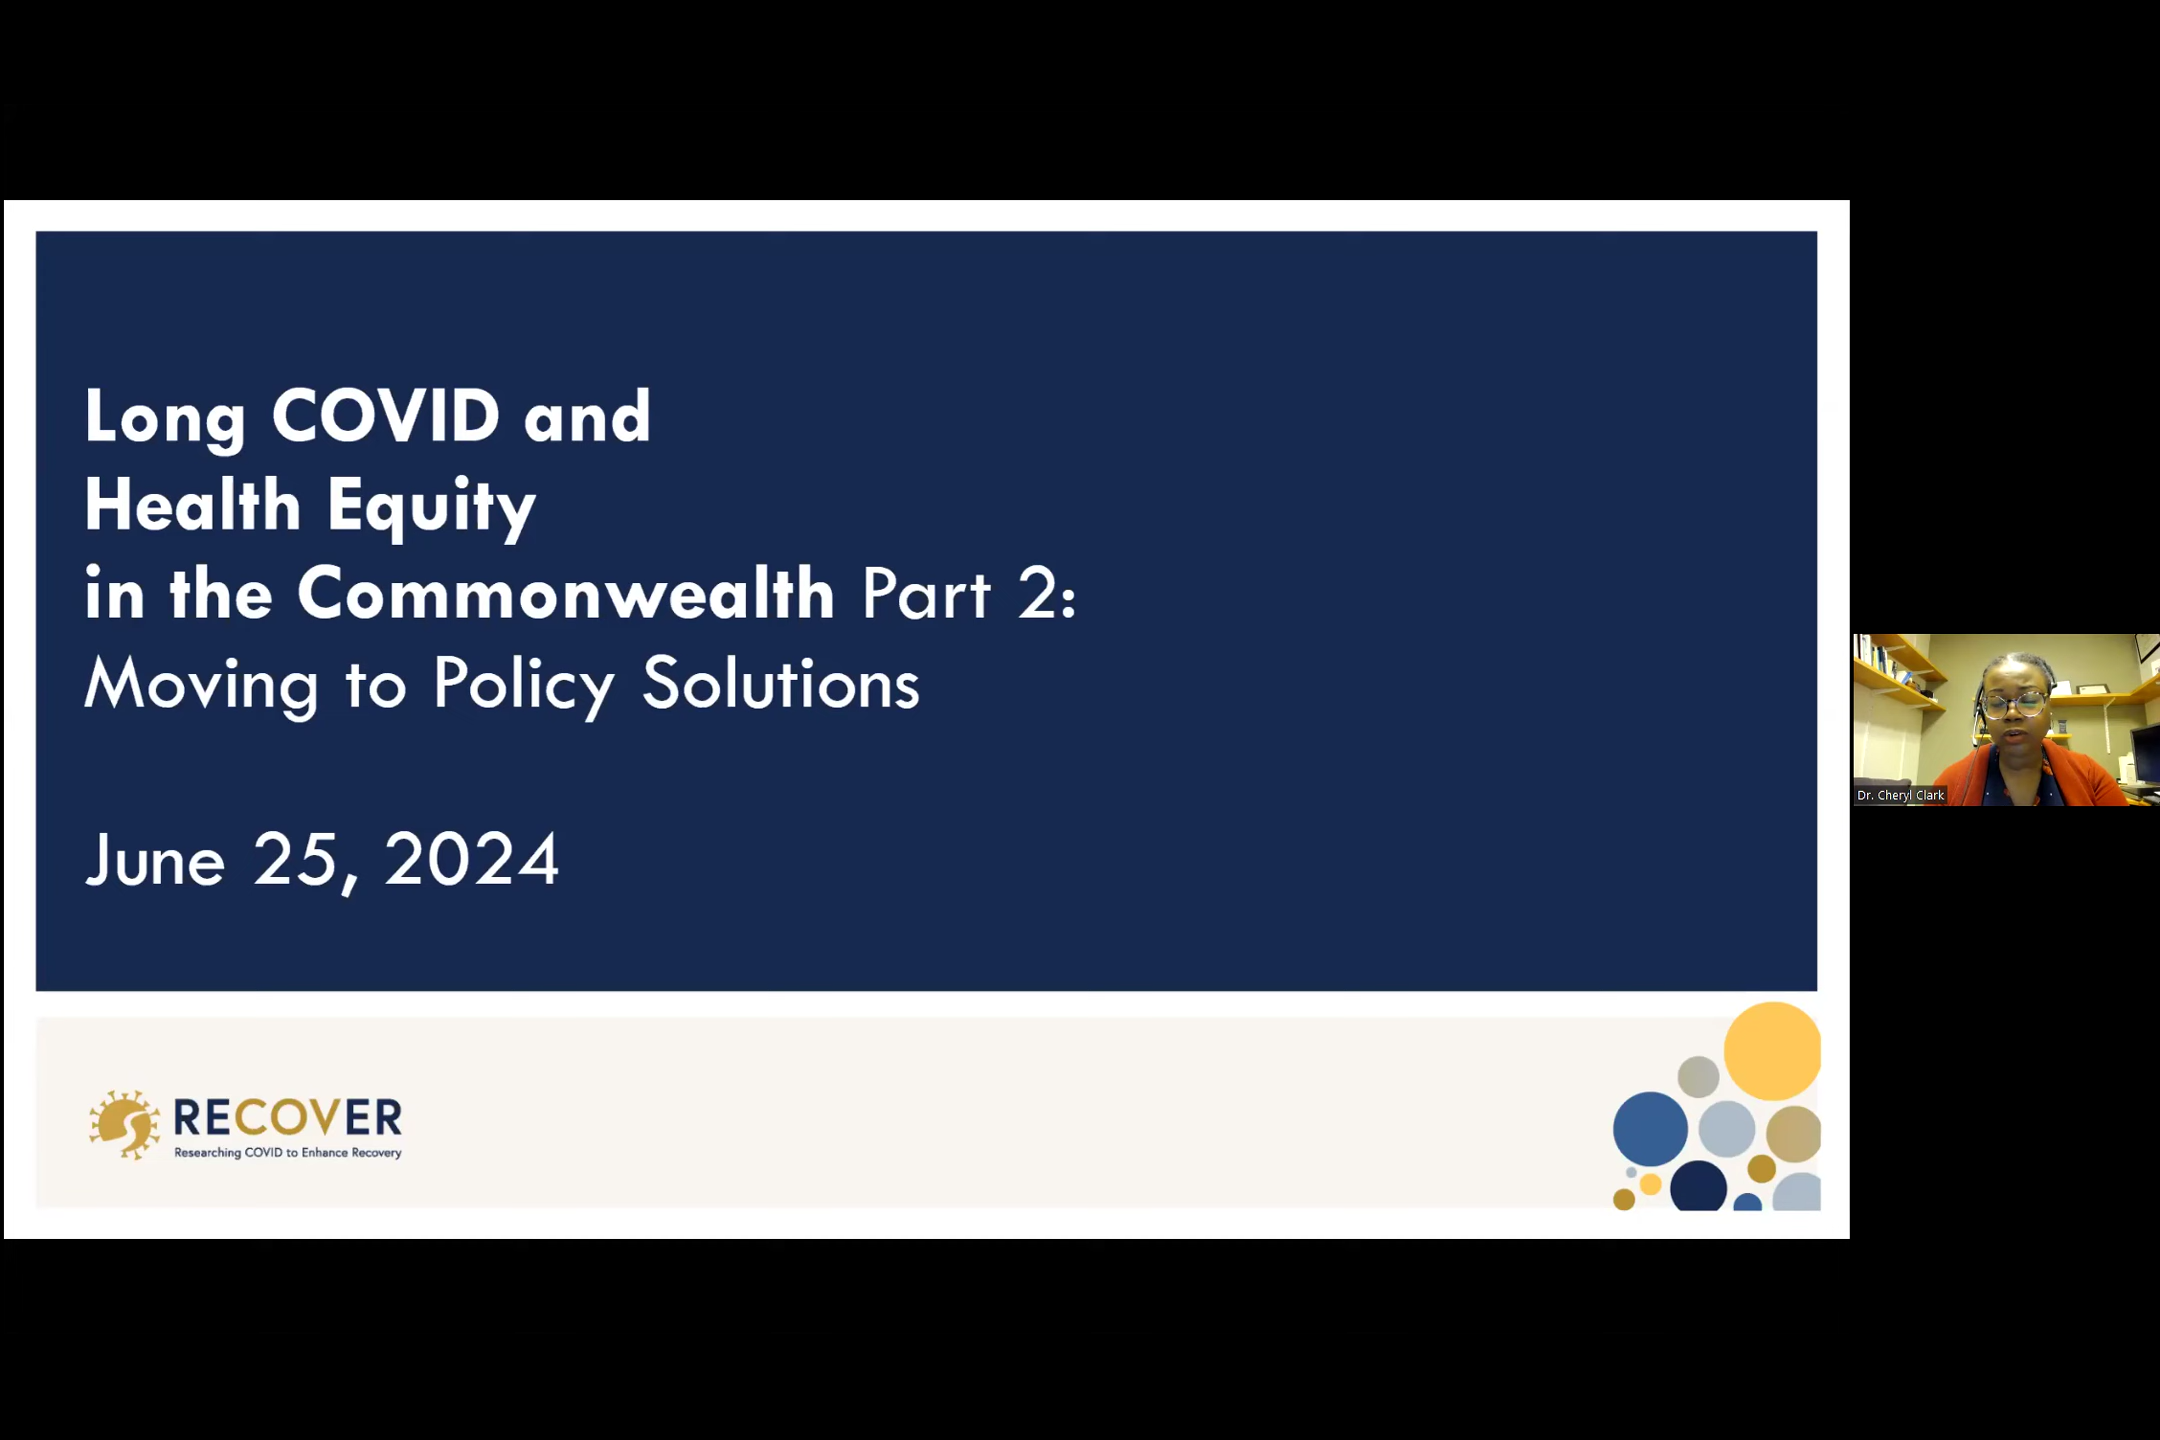 Long COVID and
Health Equity
in the Commonwealth Part 2:
Moving to Policy Solutions
June 25, 2024
RECOVER
Researching COVID to Enhance Recovery
Dr. Cheryl Clark